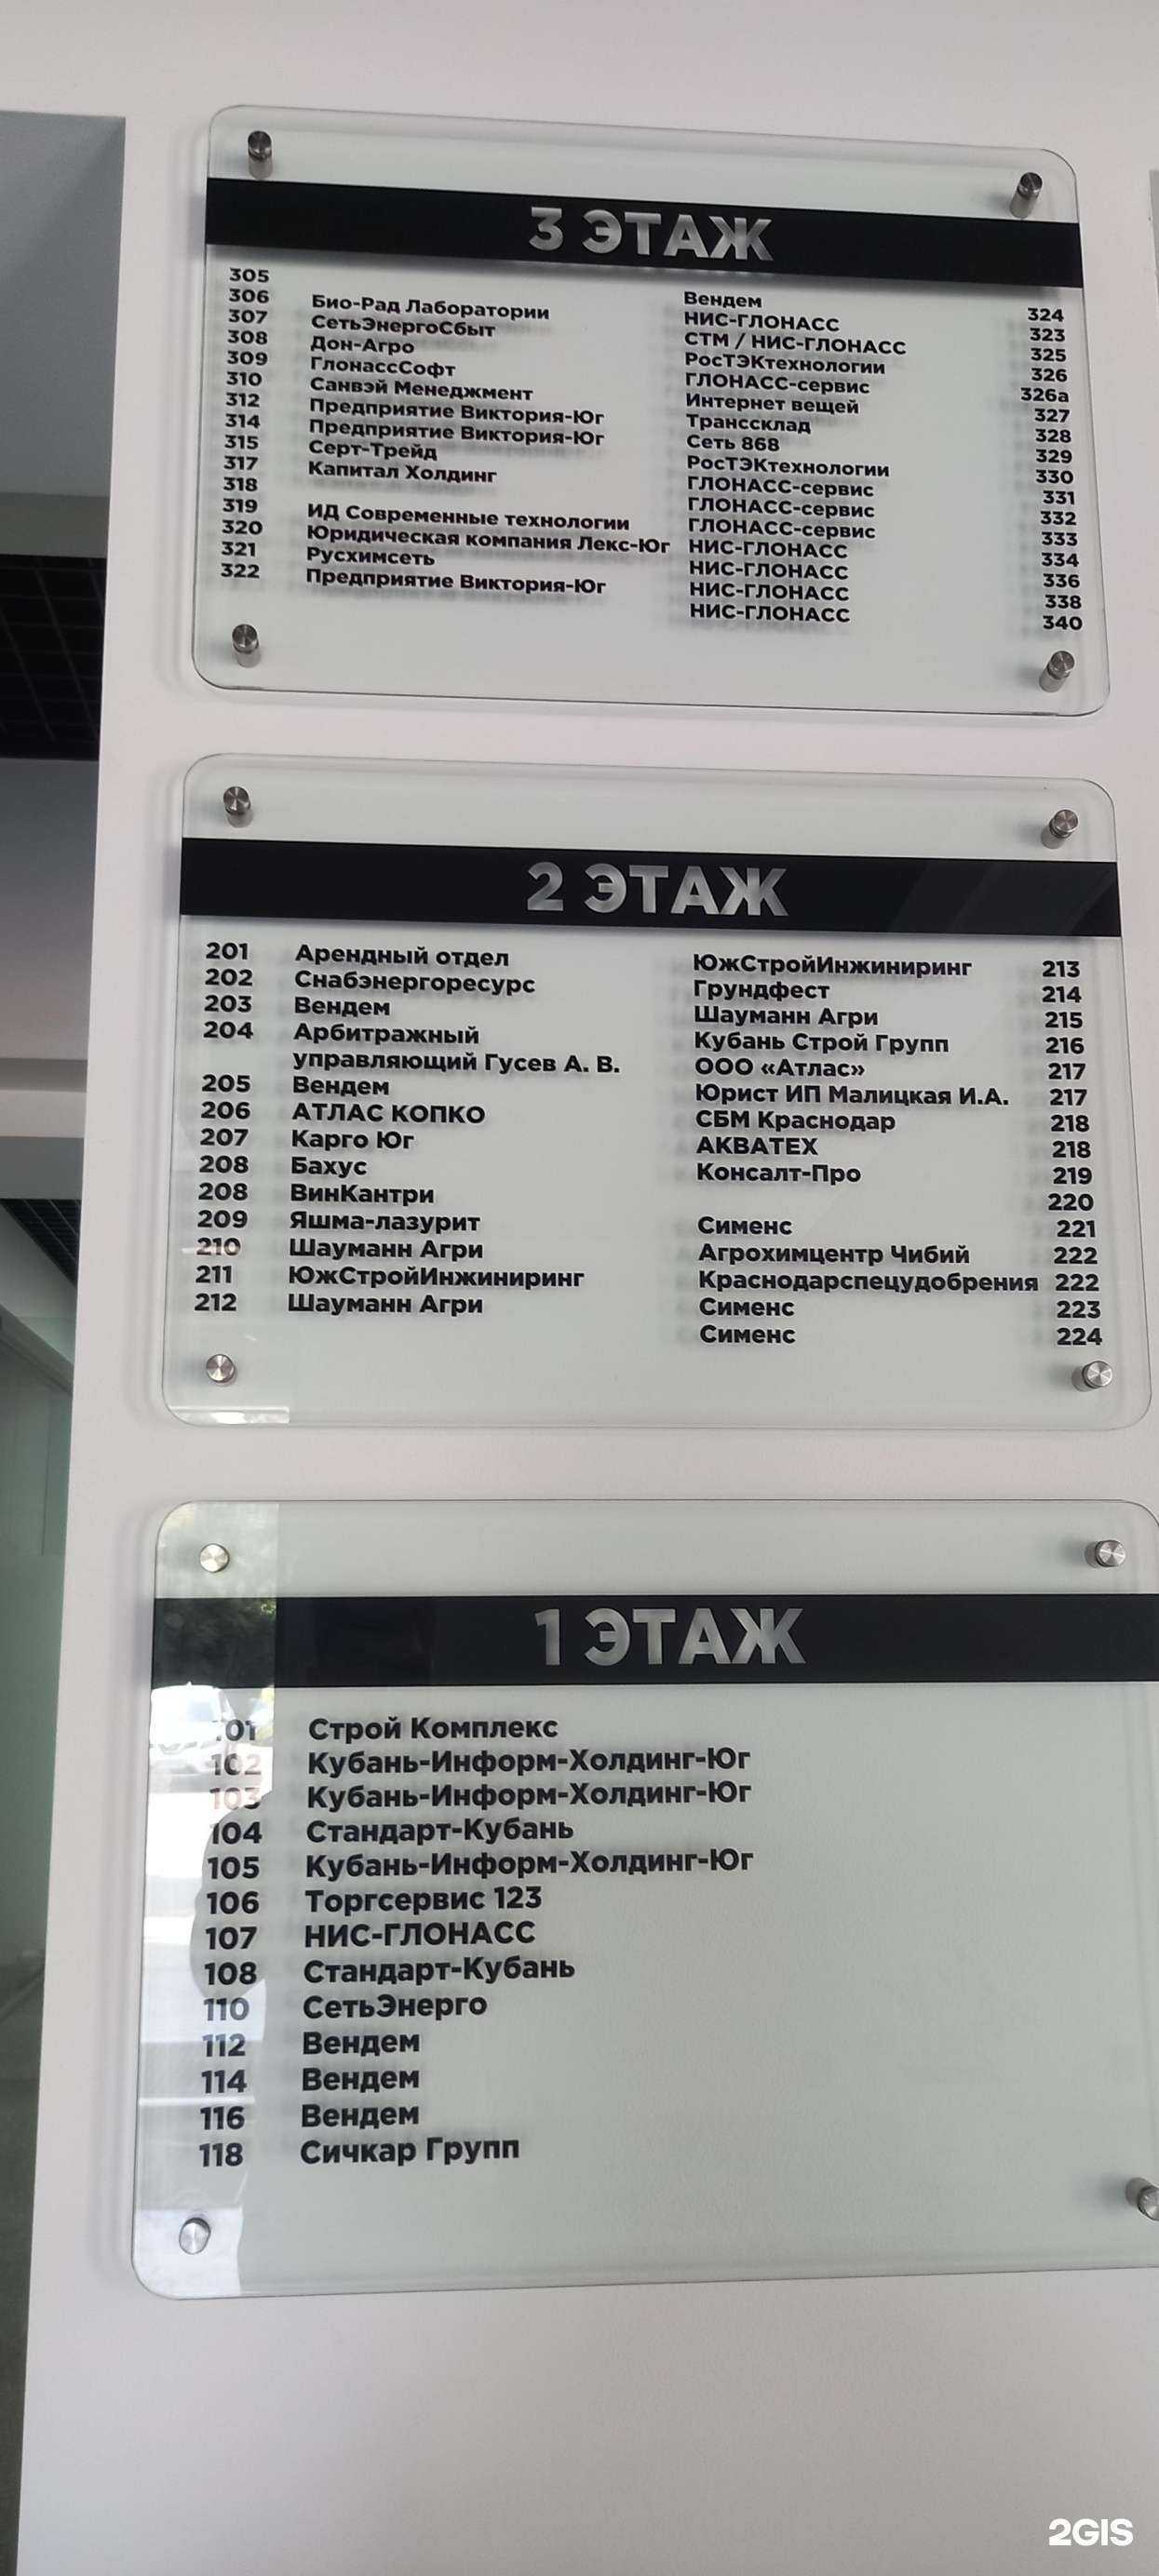 3 ЭТАЖ
305
306 Био-Рад Лаборатории
307 СетьЭнергоСбыт
308 Дон-Агро
309 ГлонассСофт
310 Санвэй Менеджмент
312 Предприятие Виктория-Юг
314 Предприятие Виктория-Юг
315 Серт-Трейд
317 Капитал Холдинг
318
319 ИД Современные технологии
320 Юридическая компания Лекс-Юг
321 Русхимсеть
322 Предприятие Виктория-Юг
Вендем 324
НИС-ГЛОНАСС 323
СТМ / НИС-ГЛОНАСС 325
РосТЭКтехнологии 326
ГЛОНАСС-сервис 326а
Интернет вещей 327
Транссклад 328
Сеть 868 329
РосТЭКтехнологии 330
ГЛОНАСС-сервис 331
ГЛОНАСС-сервис 332
ГЛОНАСС-сервис 333
НИС-ГЛОНАСС 334
НИС-ГЛОНАСС 336
НИС-ГЛОНАСС 338
НИС-ГЛОНАСС 340
2 ЭТАЖ
201 Арендный отдел
202 Снабэнергоресурс
203 Вендем
204 Арбитражный
управляющий Гусев А. В.
205 Вендем
206 АТЛАС КОПКО
207 Карго Юг
208 Бахус
208 ВинКантри
209 Яшма-лазурит
210 Шауманн Агри
211 ЮжСтройИнжиниринг
212 Шауманн Агри
ЮжСтройИнжиниринг 213
Грундфест 214
Шауманн Агри 215
Кубань Строй Групп 216
ООО «Атлас» 217
Юрист ИП Малицкая И.А. 217
СБМ Краснодар 218
АКВАТЕХ 218
Консалт-Про 219
220
Сименс 221
Агрохимцентр Чибий 222
Краснодарспецудобрения 222
Сименс 223
Сименс 224
1 ЭТАЖ
101 Строй Комплекс
102 Кубань-Информ-Холдинг-Юг
103 Кубань-Информ-Холдинг-Юг
104 Стандарт-Кубань
105 Кубань-Информ-Холдинг-Юг
106 Торгсервис 123
107 НИС-ГЛОНАСС
108 Стандарт-Кубань
110 СетьЭнерго
112 Вендем
114 Вендем
116 Вендем
118 Сичкар Групп
2GIS